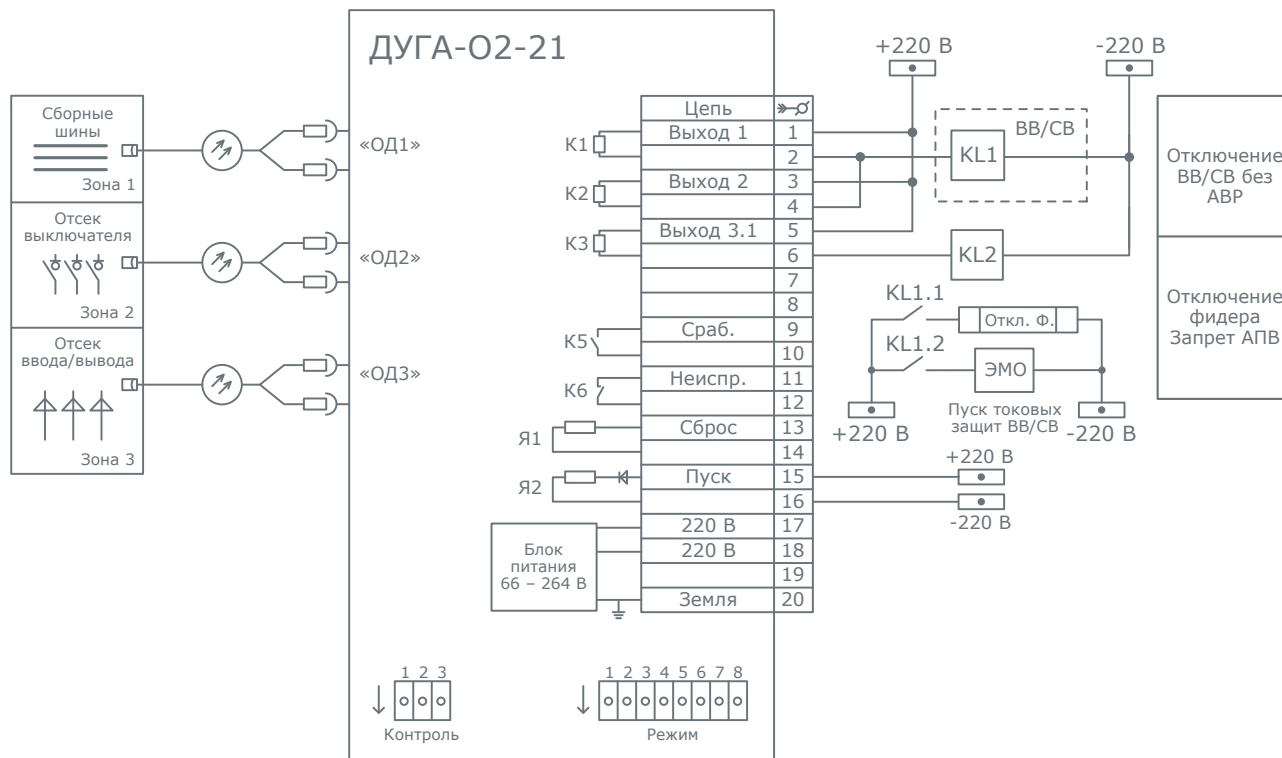 ДУГА-О2-21
Сборные
шины
Зона 1
Отсек
выключателя
Зона 2
Отсек
ввода/вывода
Зона 3
«ОД1»
«ОД2»
«ОД3»
К1
К2
К3
К5
К6
Я1
Я2
Блок
питания
66 – 264 В
Цепь
Выход 1 1
2
Выход 2 3
4
Выход 3.1 5
6
7
8
Сраб. 9
10
Неиспр. 11
12
Сброс 13
14
Пуск 15
16
220 В 17
220 В 18
19
Земля 20
+220 В
-220 В
ВВ/СВ
KL1
KL2
KL1.1
Откл. Ф.
KL1.2
ЭМО
Пуск токовых
защит ВВ/СВ
+220 В
-220 В
+220 В
-220 В
Отключение
ВВ/СВ без
АВР
Отключение
фидера
Запрет АПВ
1 2 3
Контроль
1 2 3 4 5 6 7 8
Режим